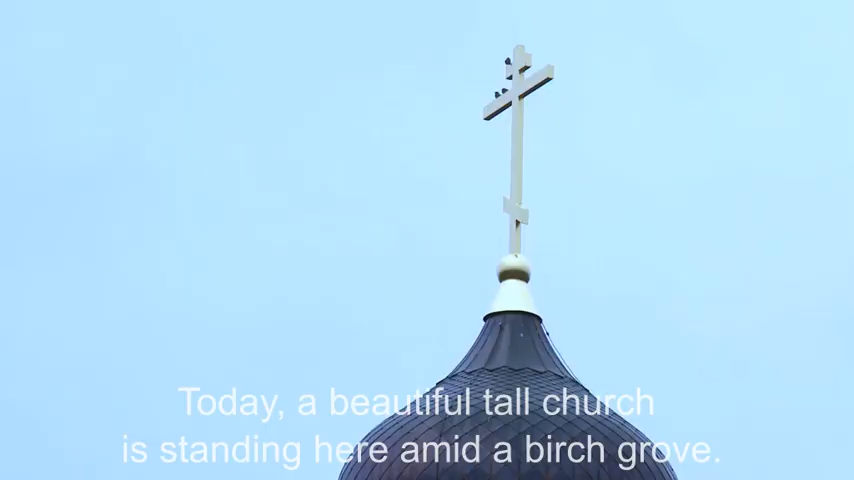 Today, a beautiful tall church
is standing here amid a birch grove.